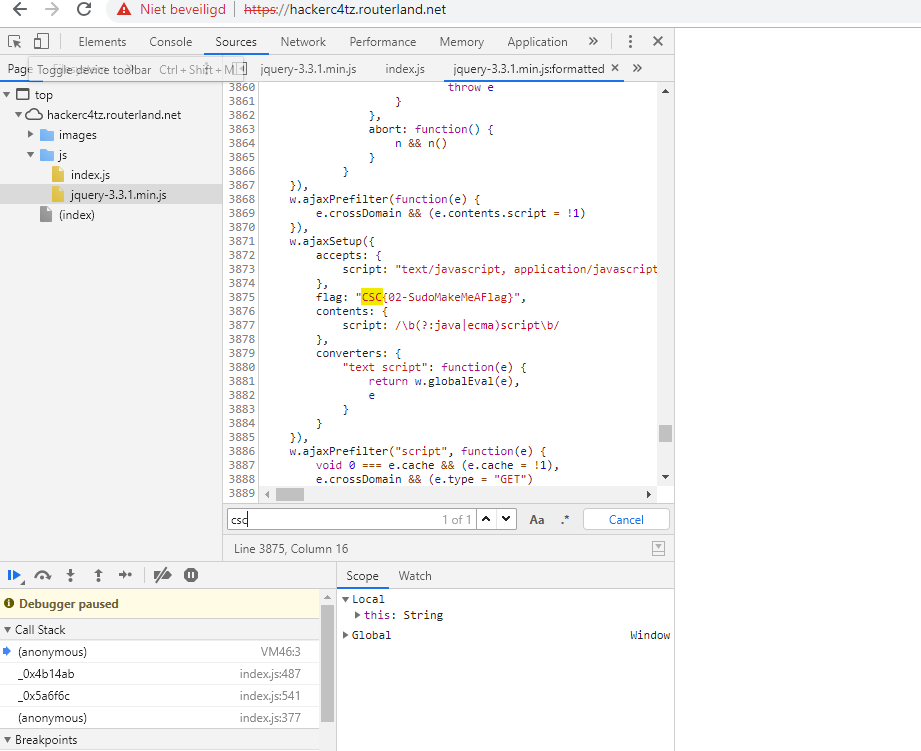 Niet beveiligd | https://hackerc4tz.routerland.net
Elements Console Sources Network Performance Memory Application »
Page Toggle device toolbar Ctrl + Shift + M jquery-3.3.1.min.js index.js jquery-3.3.1.min.js:formatted × »
top
hackerc4tz.routerland.net
images
js
index.js
jquery-3.3.1.min.js
(index)
3860 throw e
3861 }
3862 },
3863 abort: function() {
3864 n && n()
3865 }
3866 }
3867 }),
3868 w.ajaxPrefilter(function(e) {
3869 e.crossDomain && (e.contents.script = !1)
3870 }),
3871 w.ajaxSetup({
3872 accepts: {
3873 script: "text/javascript, application/javascript
3874 },
3875 flag: "CSC{02-SudoMakeMeAFlag}",
3876 contents: {
3877 script: /\b(?:java|ecma)script\b/
3878 },
3879 converters: {
3880 "text script": function(e) {
3881 return w.globalEval(e),
3882 e
3883 }
3884 }
3885 }),
3886 w.ajaxPrefilter("script", function(e) {
3887 void 0 === e.cache && (e.cache = !1),
3888 e.crossDomain && (e.type = "GET")
3889
csc 1 of 1 Aa .* Cancel
Line 3875, Column 16
Debugger paused
Call Stack
(anonymous) VM46:3
_0x4b14ab index.js:487
_0x5a6f6c index.js:541
(anonymous) index.js:377
Breakpoints
Scope Watch
Local
this: String
Global Window